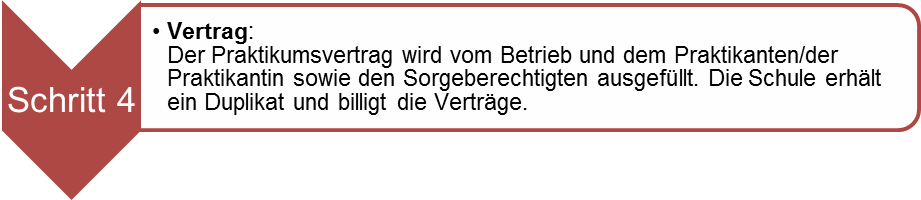 Schritt 4
• Vertrag:
Der Praktikumsvertrag wird vom Betrieb und dem Praktikanten/der
Praktikantin sowie den Sorgeberechtigten ausgefüllt. Die Schule erhält
ein Duplikat und billigt die Verträge.